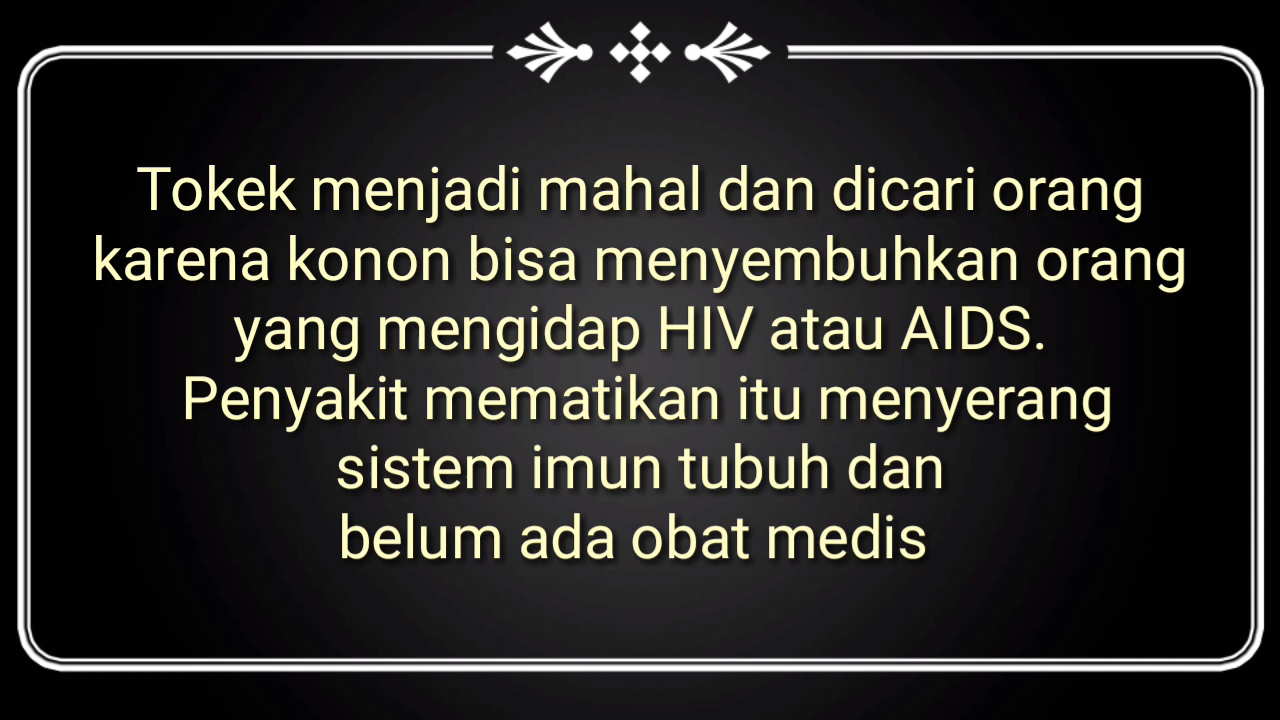 Tokek menjadi mahal dan dicari orang
karena konon bisa menyembuhkan orang
yang mengidap HIV atau AIDS.
Penyakit mematikan itu menyerang
sistem imun tubuh dan
belum ada obat medis